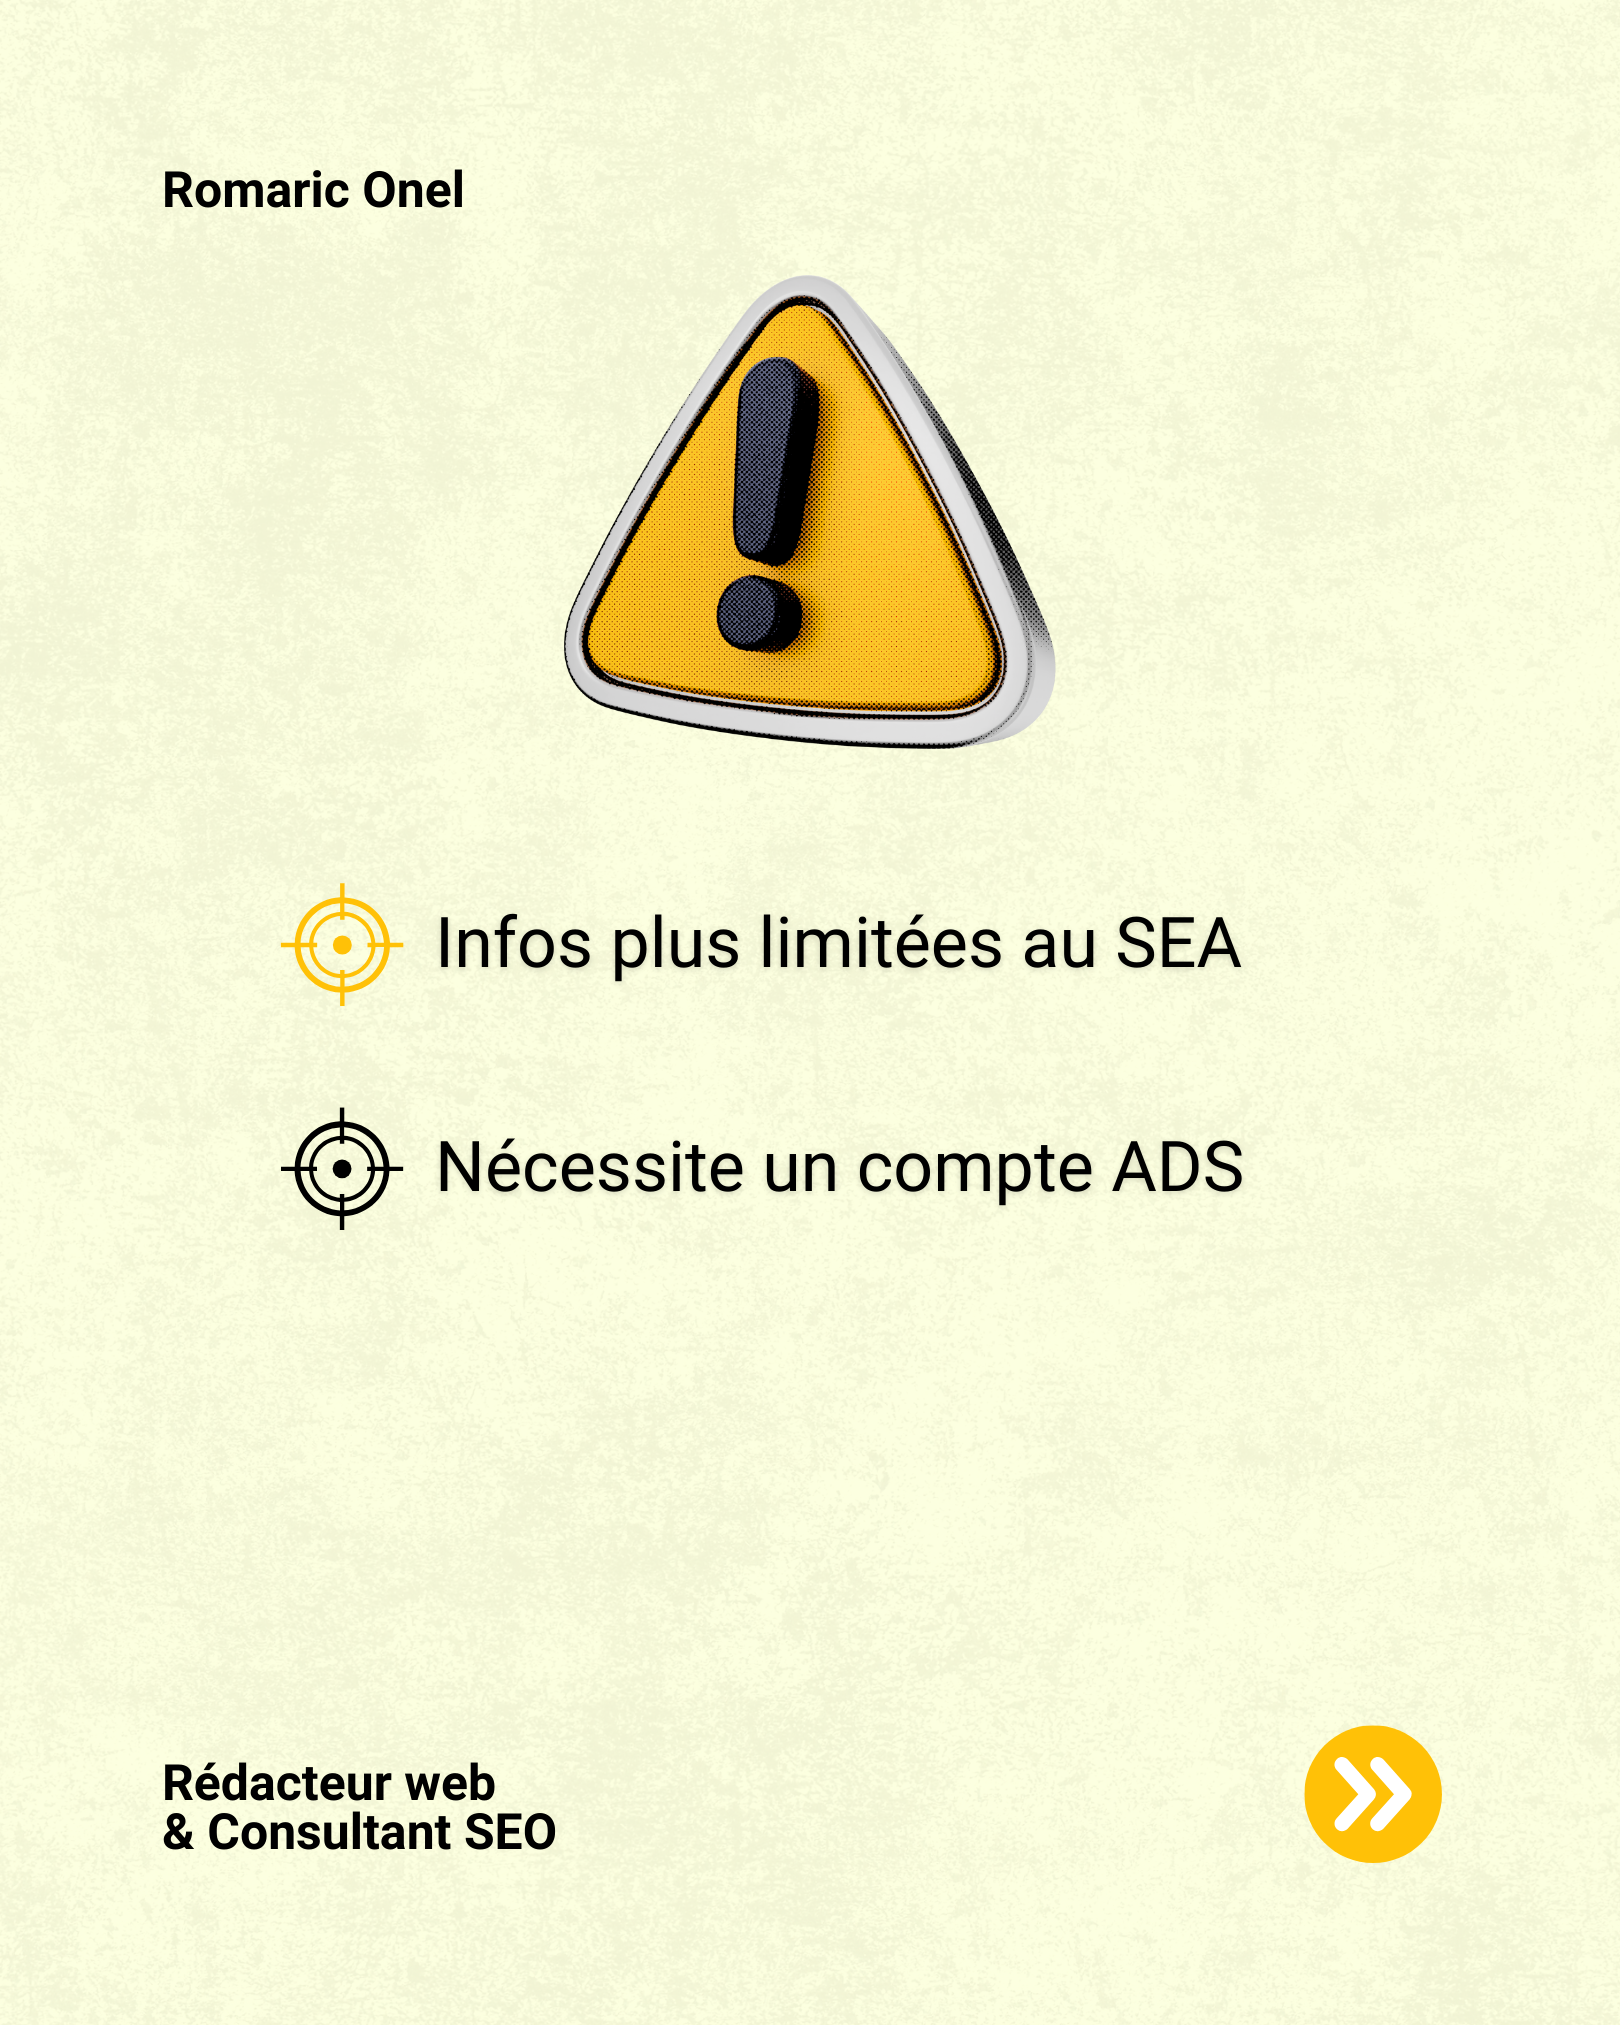 Romaric Onel
Infos plus limitées au SEA
Nécessite un compte ADS
Rédacteur web
& Consultant SEO